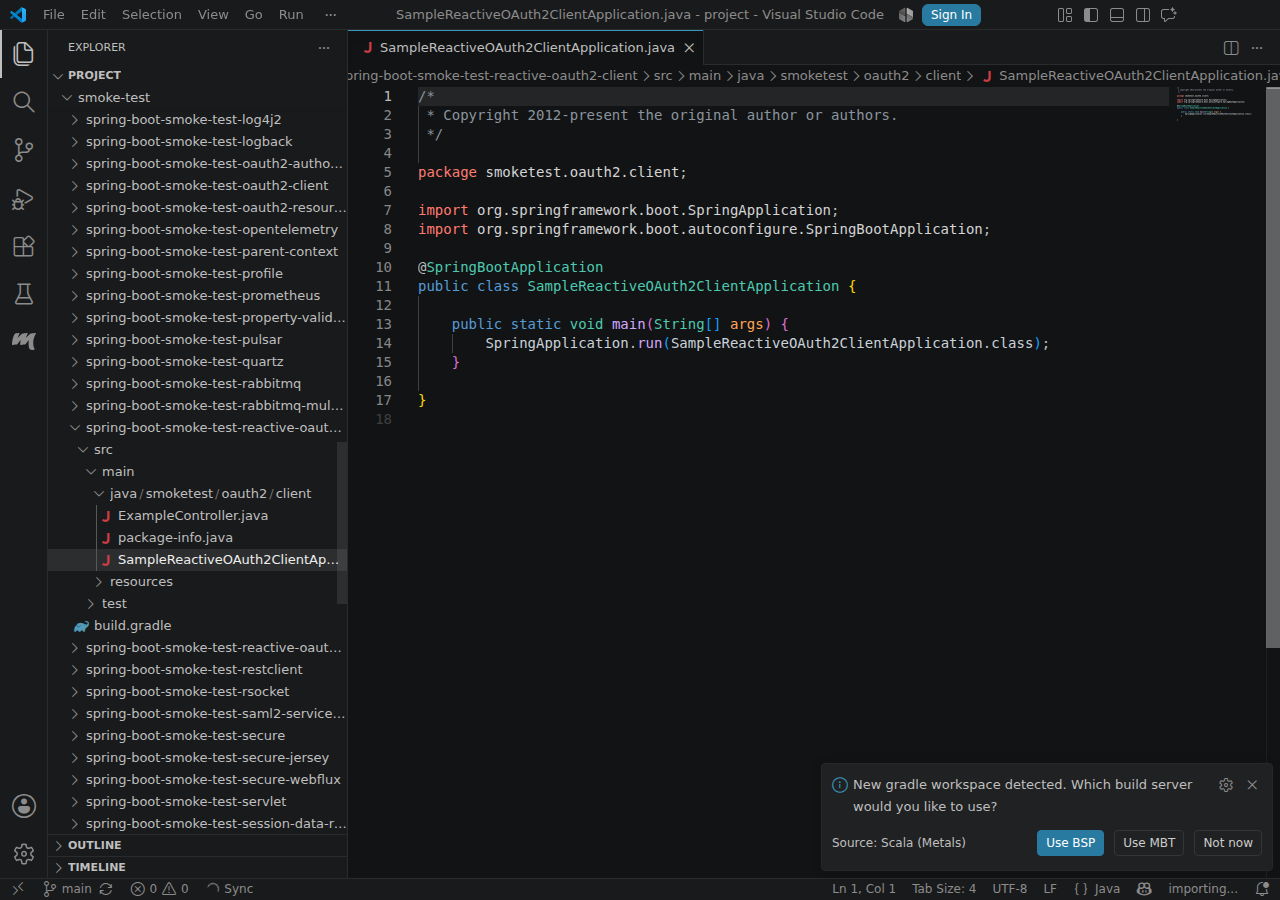 File Edit Selection View Go Run ···
SampleReactiveOAuth2ClientApplication.java - project - Visual Studio Code
Sign In
EXPLORER
PROJECT
smoke-test
spring-boot-smoke-test-log4j2
spring-boot-smoke-test-logback
spring-boot-smoke-test-oauth2-autho...
spring-boot-smoke-test-oauth2-client
spring-boot-smoke-test-oauth2-resour...
spring-boot-smoke-test-opentelemetry
spring-boot-smoke-test-parent-context
spring-boot-smoke-test-profile
spring-boot-smoke-test-prometheus
spring-boot-smoke-test-property-valid...
spring-boot-smoke-test-pulsar
spring-boot-smoke-test-quartz
spring-boot-smoke-test-rabbitmq
spring-boot-smoke-test-rabbitmq-mul...
spring-boot-smoke-test-reactive-oaut...
src
main
java/smoketest/oauth2/client
ExampleController.java
package-info.java
SampleReactiveOAuth2ClientAp...
resources
test
build.gradle
spring-boot-smoke-test-reactive-oaut...
spring-boot-smoke-test-restclient
spring-boot-smoke-test-rsocket
spring-boot-smoke-test-saml2-service...
spring-boot-smoke-test-secure
spring-boot-smoke-test-secure-jersey
spring-boot-smoke-test-secure-webflux
spring-boot-smoke-test-servlet
spring-boot-smoke-test-session-data-r...
OUTLINE
TIMELINE
SampleReactiveOAuth2ClientApplication.java
pring-boot-smoke-test-reactive-oauth2-client > src > main > java > smoketest > oauth2 > client > SampleReactiveOAuth2ClientApplication.ja
1 /*
2  * Copyright 2012-present the original author or authors.
3  */
4
5 package smoketest.oauth2.client;
6
7 import org.springframework.boot.SpringApplication;
8 import org.springframework.boot.autoconfigure.SpringBootApplication;
9
10 @SpringBootApplication
11 public class SampleReactiveOAuth2ClientApplication {
12
13     public static void main(String[] args) {
14         SpringApplication.run(SampleReactiveOAuth2ClientApplication.class);
15     }
16
17 }
18
New gradle workspace detected. Which build server
would you like to use?
Source: Scala (Metals)
Use BSP
Use MBT
Not now
main
0 0
Sync
Ln 1, Col 1
Tab Size: 4
UTF-8
LF
{ } Java
importing...